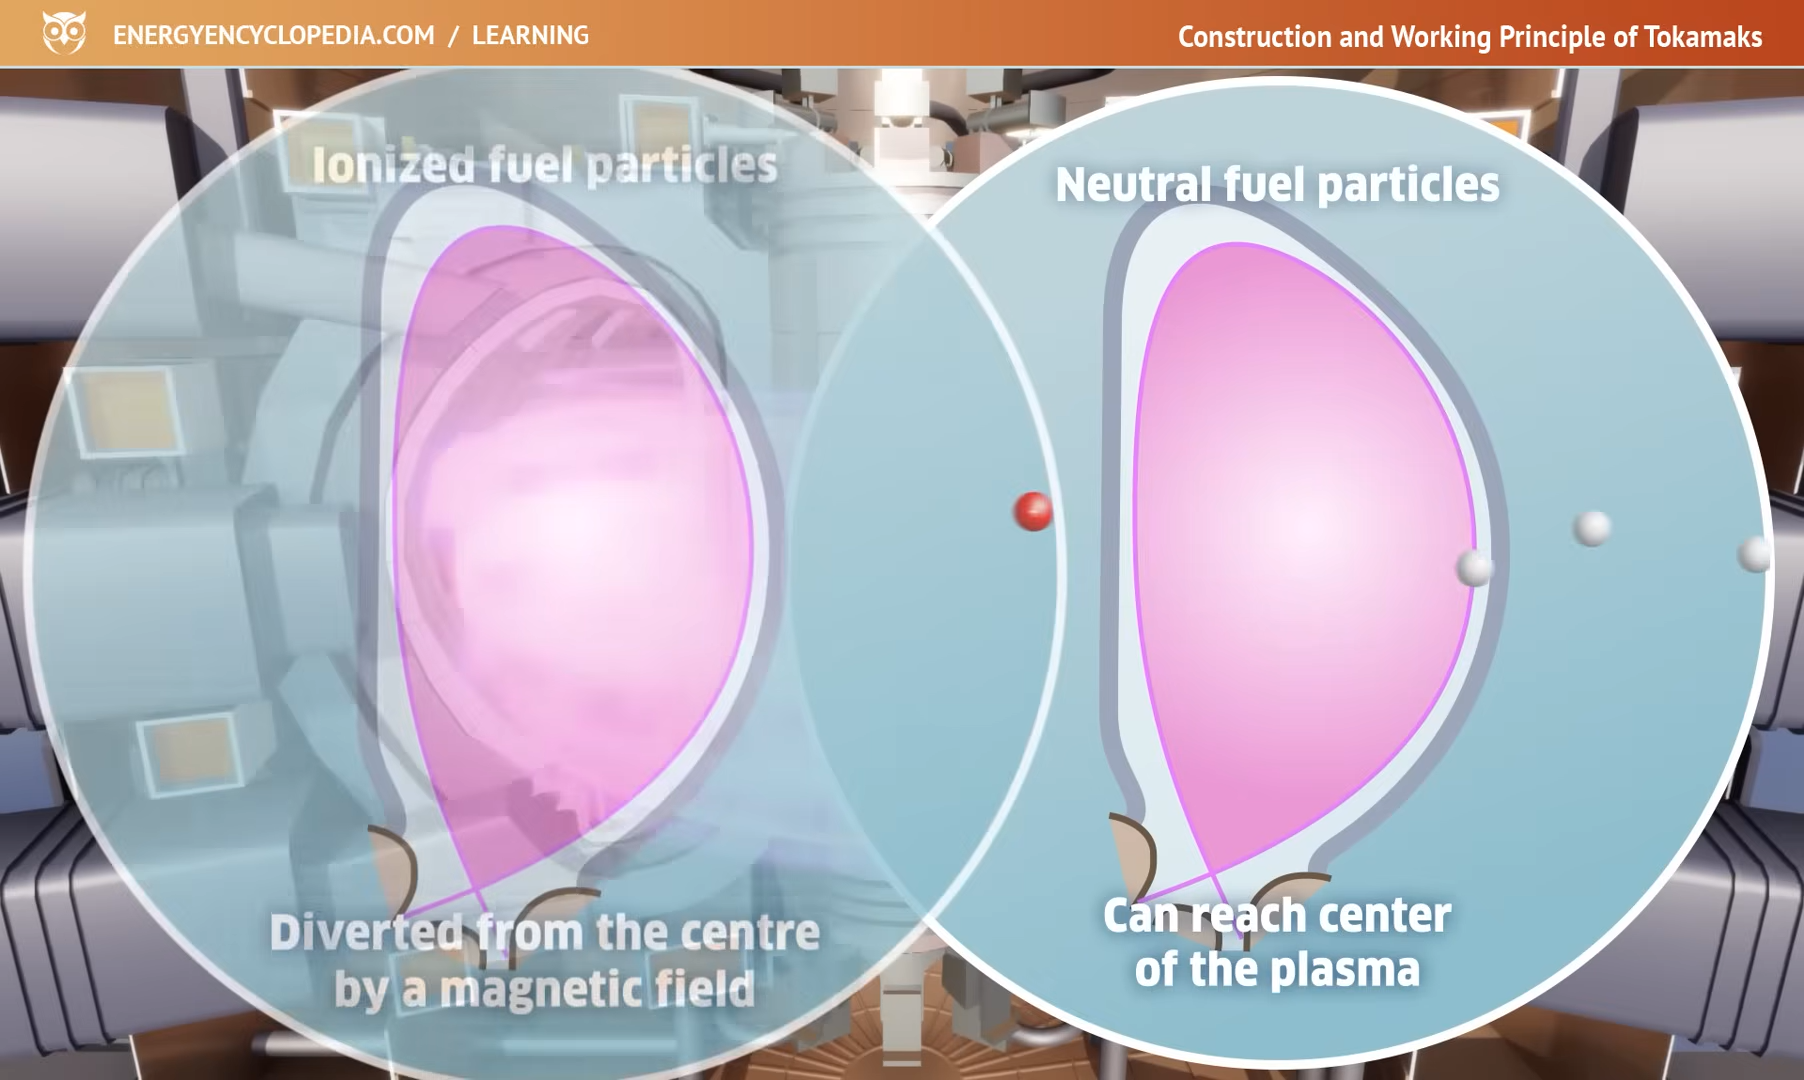 ENERGYENCYCLOPEDIA.COM / LEARNING
Construction and Working Principle of Tokamaks
Ionized fuel particles
Diverted from the centre
by a magnetic field
Neutral fuel particles
Can reach center
of the plasma